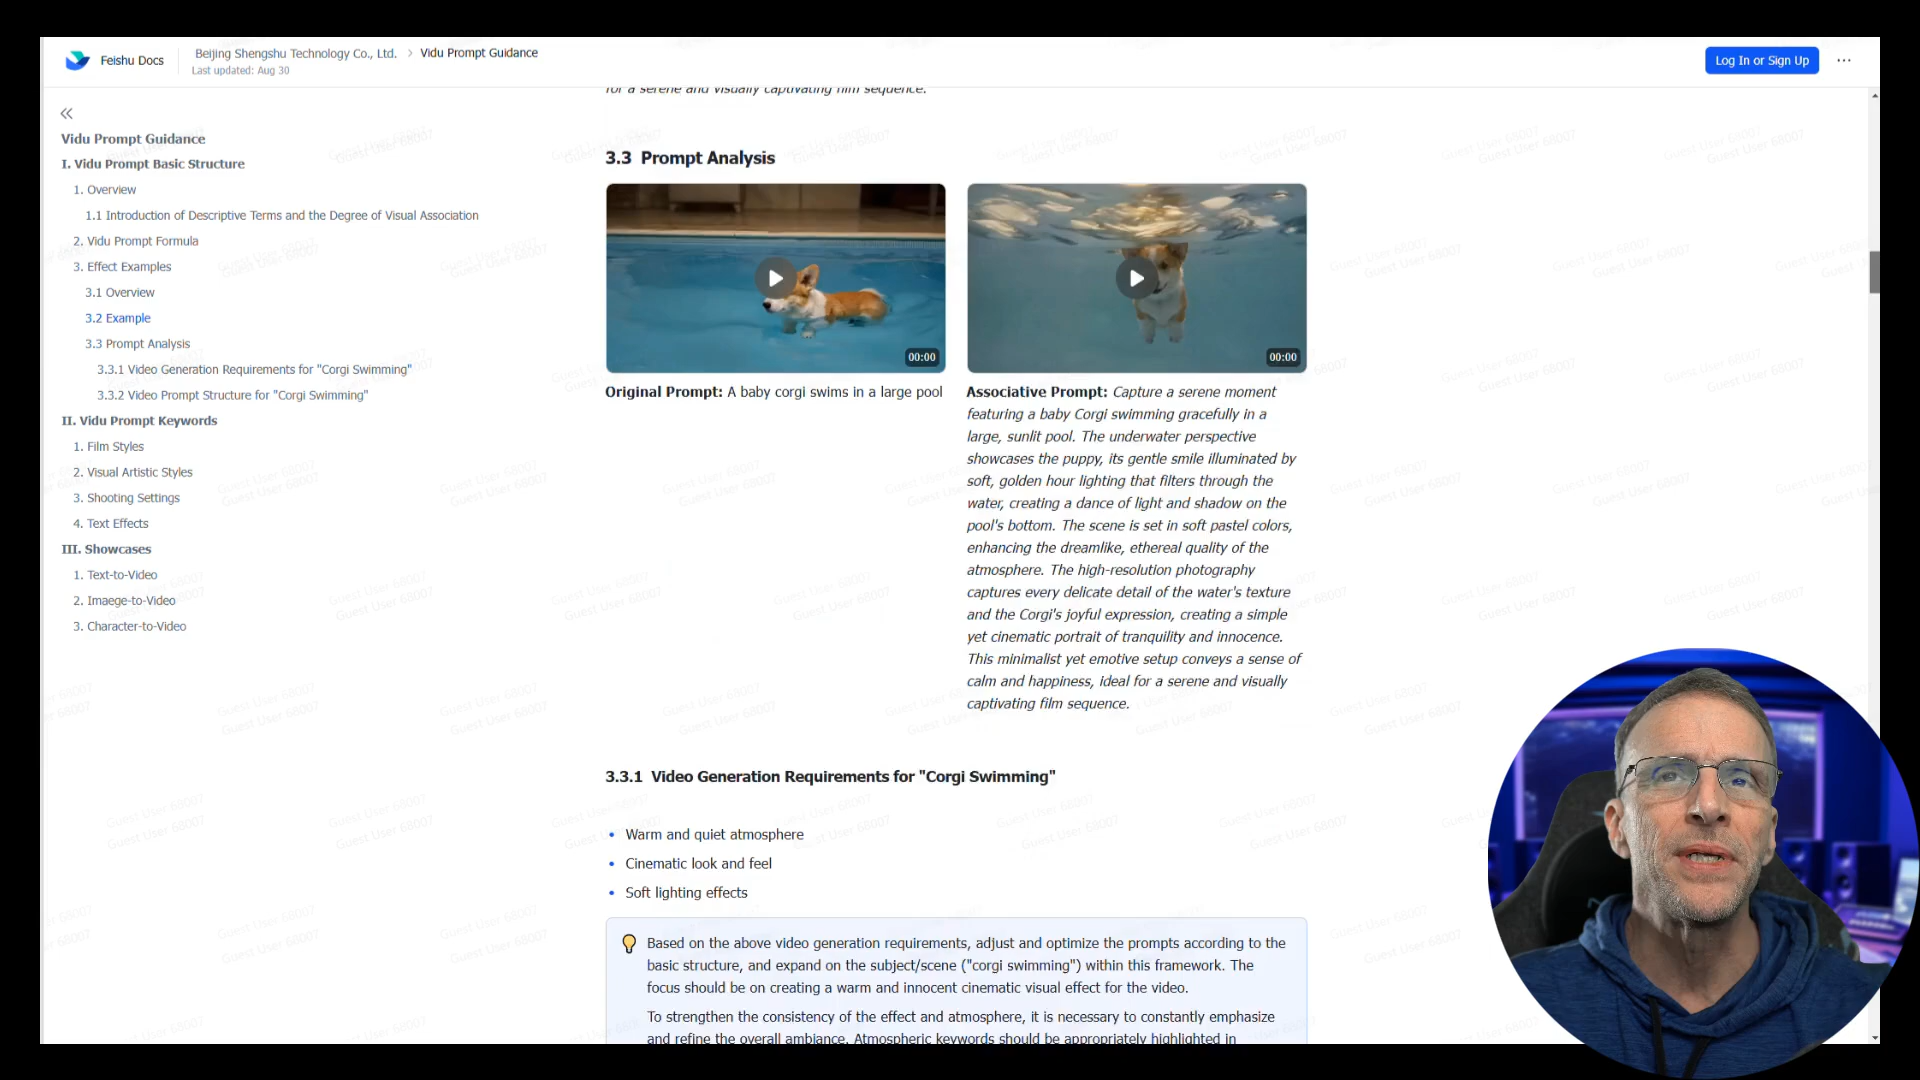 Feishu Docs
Beijing Shengshu Technology Co., Ltd. > Vidu Prompt Guidance
Last updated: Aug 30
Log In or Sign Up
Vidu Prompt Guidance
I. Vidu Prompt Basic Structure
1. Overview
1.1 Introduction of Descriptive Terms and the Degree of Visual Association
2. Vidu Prompt Formula
3. Effect Examples
3.1 Overview
3.2 Example
3.3 Prompt Analysis
3.3.1 Video Generation Requirements for "Corgi Swimming"
3.3.2 Video Prompt Structure for "Corgi Swimming"
II. Vidu Prompt Keywords
1. Film Styles
2. Visual Artistic Styles
3. Shooting Settings
4. Text Effects
III. Showcases
1. Text-to-Video
2. Imaege-to-Video
3. Character-to-Video
for a serene and visually captivating film sequence.
3.3 Prompt Analysis
00:00
00:00
Original Prompt: A baby corgi swims in a large pool
Associative Prompt: Capture a serene moment
featuring a baby Corgi swimming gracefully in a
large, sunlit pool. The underwater perspective
showcases the puppy, its gentle smile illuminated by
soft, golden hour lighting that filters through the
water, creating a dance of light and shadow on the
pool's bottom. The scene is set in soft pastel colors,
enhancing the dreamlike, ethereal quality of the
atmosphere. The high-resolution photography
captures every delicate detail of the water's texture
and the Corgi's joyful expression, creating a simple
yet cinematic portrait of tranquility and innocence.
This minimalist yet emotive setup conveys a sense of
calm and happiness, ideal for a serene and visually
captivating film sequence.
3.3.1 Video Generation Requirements for "Corgi Swimming"
• Warm and quiet atmosphere
• Cinematic look and feel
• Soft lighting effects
Based on the above video generation requirements, adjust and optimize the prompts according to the
basic structure, and expand on the subject/scene ("corgi swimming") within this framework. The
focus should be on creating a warm and innocent cinematic visual effect for the video.
To strengthen the consistency of the effect and atmosphere, it is necessary to constantly emphasize
and refine the overall ambiance. Atmospheric keywords should be appropriately highlighted in
Guest User 68007